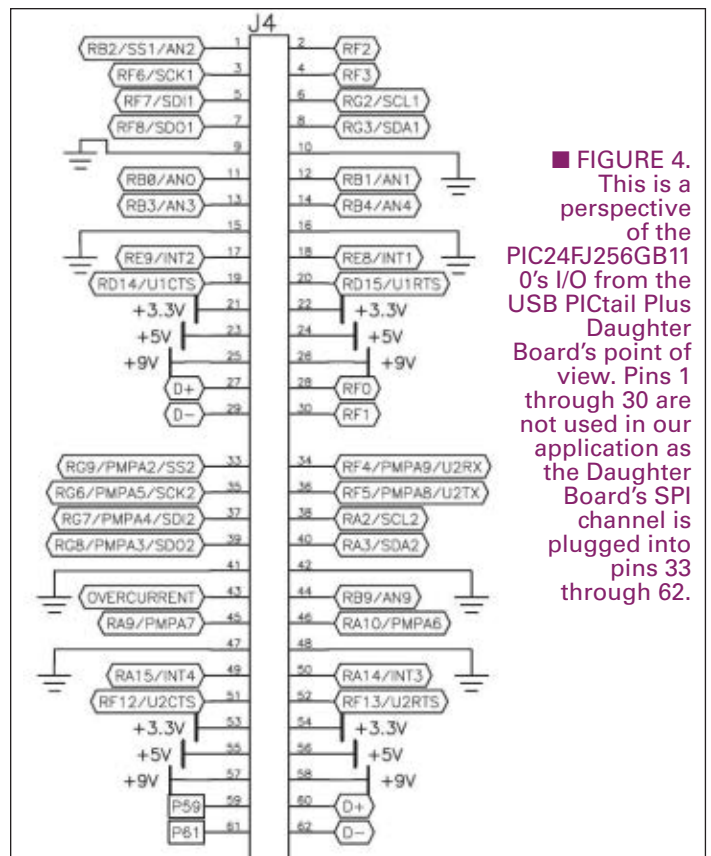 J4
RB2/SS1/AN2 1 2 RF2
RF6/SCK1 3 4 RF3
RF7/SDI1 5 6 RG2/SCL1
RF8/SDO1 7 8 RG3/SDA1
9 10
RB0/AN0 11 12 RB1/AN1
RB3/AN3 13 14 RB4/AN4
15 16
RE9/INT2 17 18 RE8/INT1
RD14/U1CTS 19 20 RD15/U1RTS
+3.3V 21 22 +3.3V
+5V 23 24 +5V
+9V 25 26 +9V
D+ 27 28 RF0
D- 29 30 RF1
RG9/PMPA2/SS2 33 34 RF4/PMPA9/U2RX
RG6/PMPA5/SCK2 35 36 RF5/PMPA8/U2TX
RG7/PMPA4/SDI2 37 38 RA2/SCL2
RG8/PMPA3/SDO2 39 40 RA3/SDA2
41 42
OVERCURRENT 43 44 RB9/AN9
RA9/PMPA7 45 46 RA10/PMPA6
47 48
RA15/INT4 49 50 RA14/INT3
RF12/U2CTS 51 52 RF13/U2RTS
+3.3V 53 54 +3.3V
+5V 55 56 +5V
+9V 57 58 +9V
P59 59 60 D+
P61 61 62 D-
■ FIGURE 4.
This is a
perspective
of the
PIC24FJ256GB11
0's I/O from the
USB PICtail Plus
Daughter
Board's point of
view. Pins 1
through 30 are
not used in our
application as
the Daughter
Board's SPI
channel is
plugged into
pins 33
through 62.